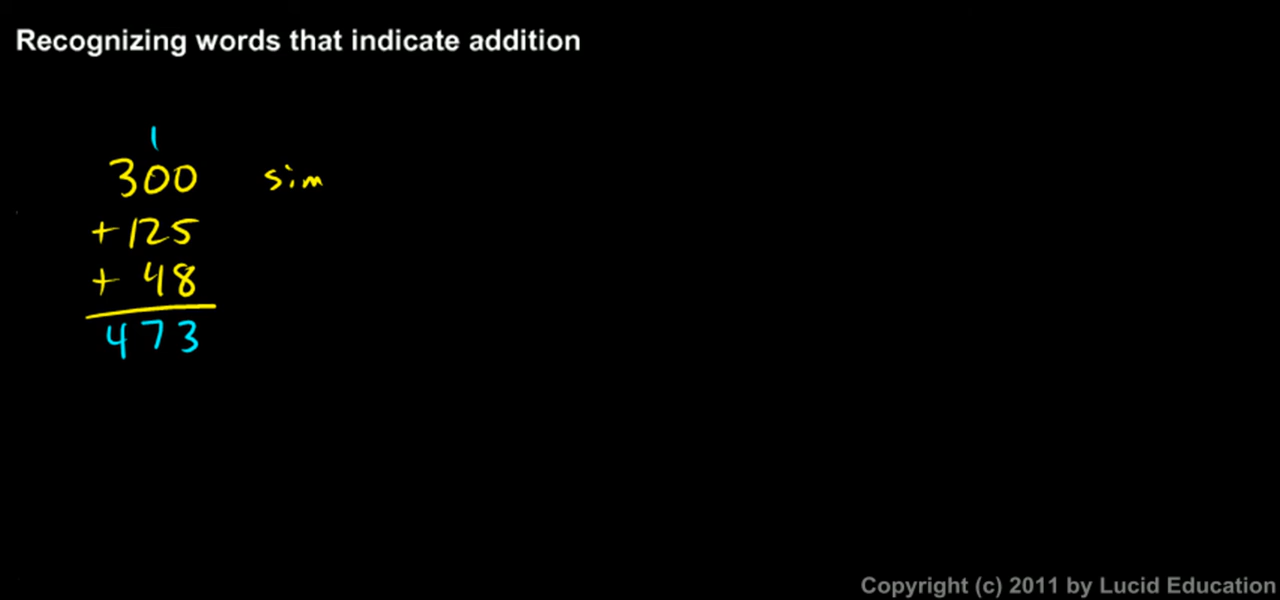 Recognizing words that indicate addition
1
300 sim
+125
+ 48
473
Copyright (c) 2011 by Lucid Education